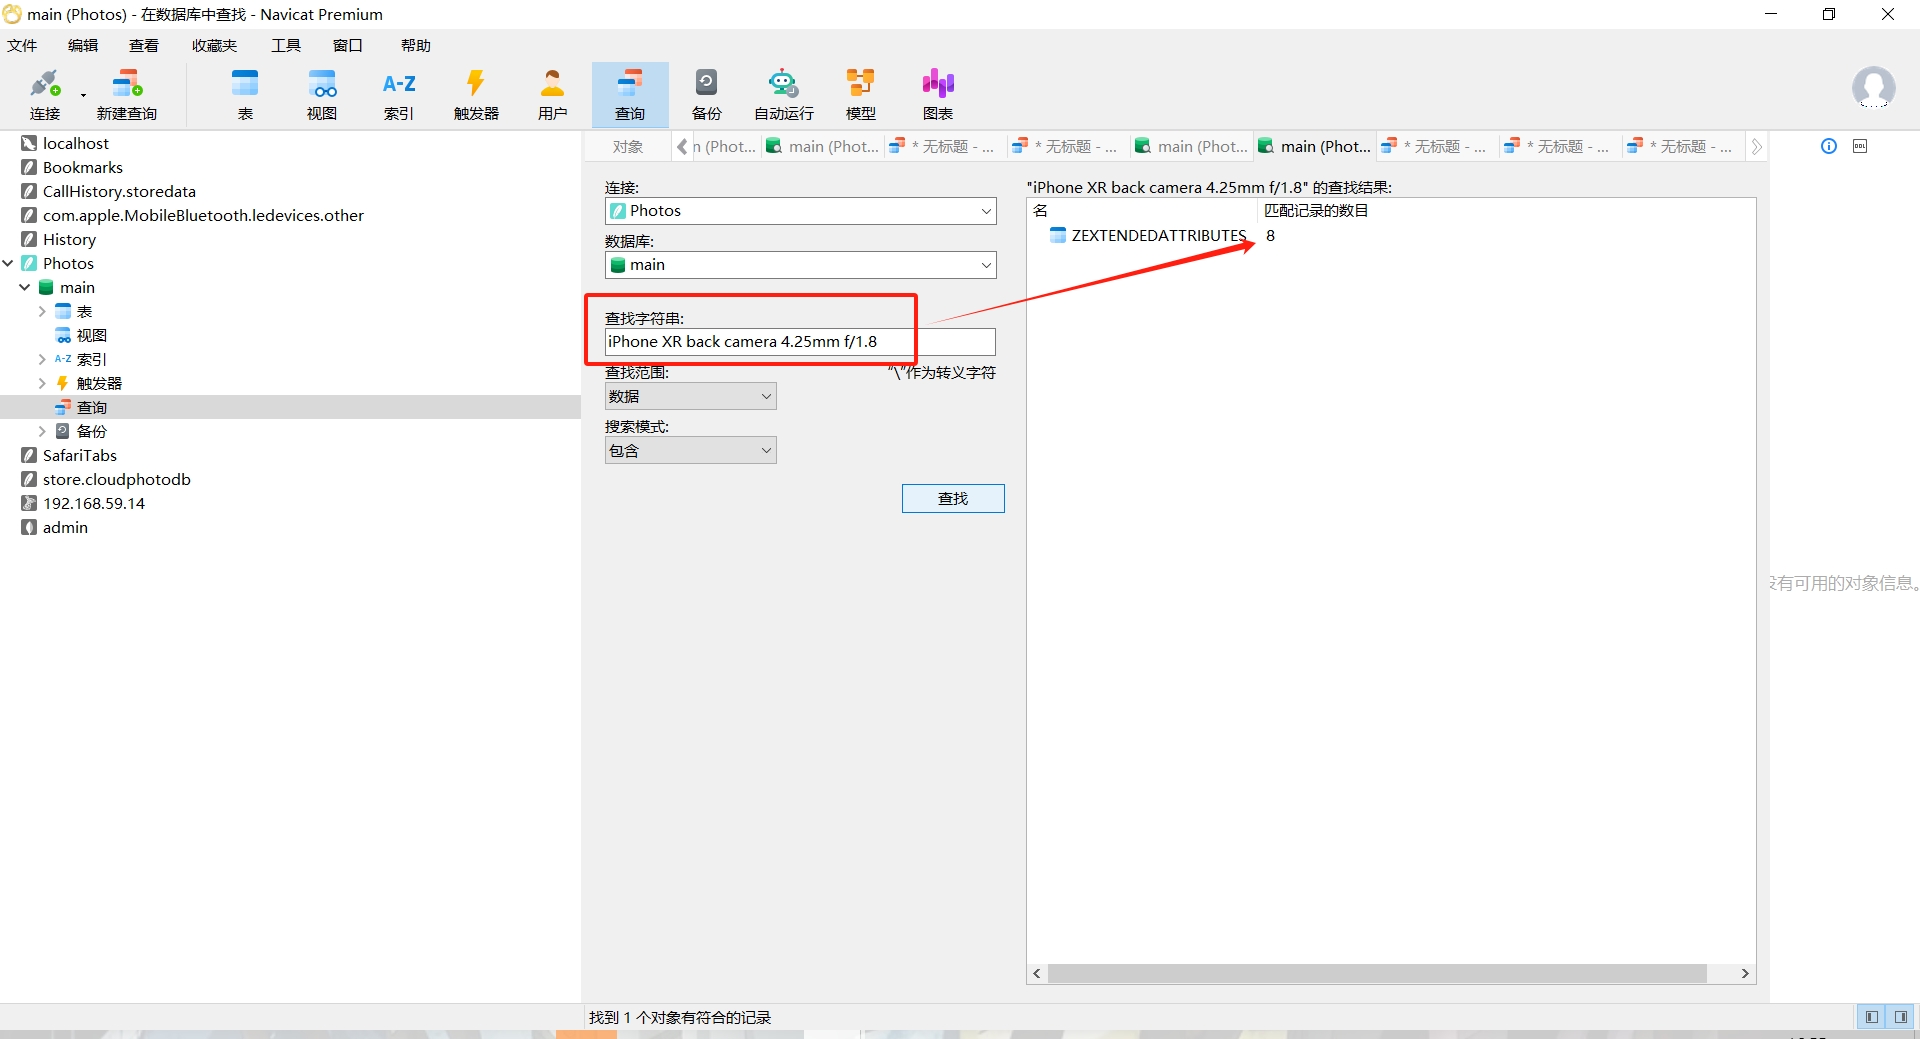 main (Photos) - 在数据库中查找 - Navicat Premium
文件 编辑 查看 收藏夹 工具 窗口 帮助
连接 新建查询 表 视图 A-Z 索引 触发器 用户 查询 备份 自动运行 模型 图表
localhost
Bookmarks
CallHistory.storedata
com.apple.MobileBluetooth.ledevices.other
History
Photos
main
表
视图
A-Z 索引
触发器
查询
备份
SafariTabs
store.cloudphotodb
192.168.59.14
admin
对象 (Phot... main (Phot... * 无标题 - ... * 无标题 - ... main (Phot... main (Phot... * 无标题 - ... * 无标题 - ... * 无标题 - ...
连接:
Photos
数据库:
main
查找字符串:
iPhone XR back camera 4.25mm f/1.8
查找范围: "\"作为转义字符
数据
搜索模式:
包含
查找
"iPhone XR back camera 4.25mm f/1.8" 的查找结果:
名 匹配记录的数目
ZEXTENDEDATTRIBUTES 8
DDL
有可用的对象信息。
找到 1 个对象有符合的记录